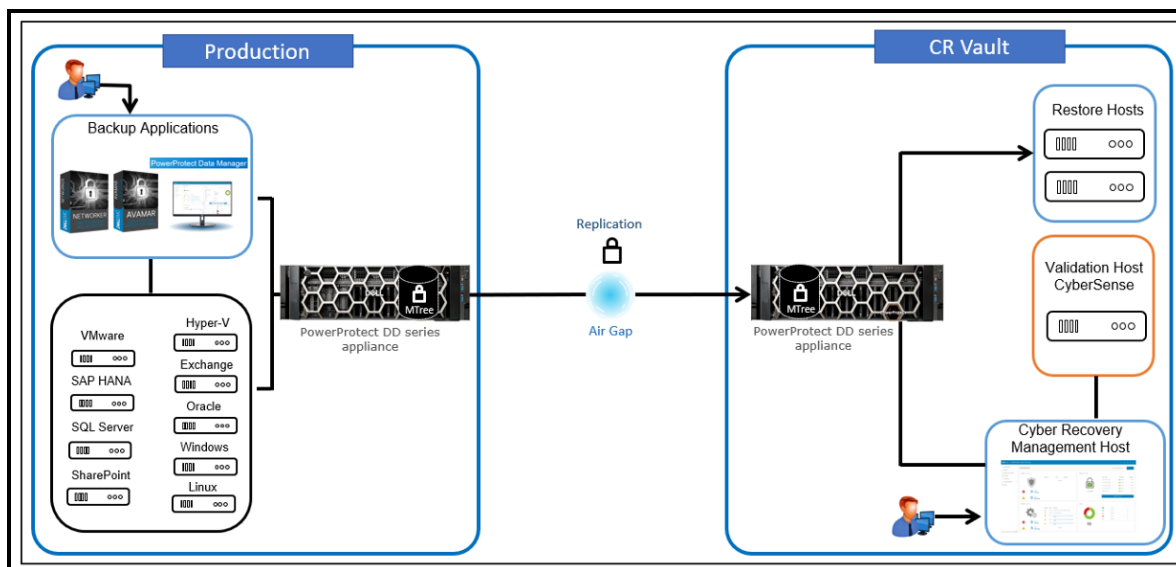 Production
Backup Applications
PowerProtect Data Manager
NETWORKER
AVAMAR
VMware
SAP HANA
SQL Server
SharePoint
Hyper-V
Exchange
Oracle
Windows
Linux
DELL
MTree
PowerProtect DD series
appliance
Replication
Air Gap
CR Vault
DELL
MTree
PowerProtect DD series
appliance
Restore Hosts
Validation Host
CyberSense
Cyber Recovery
Management Host